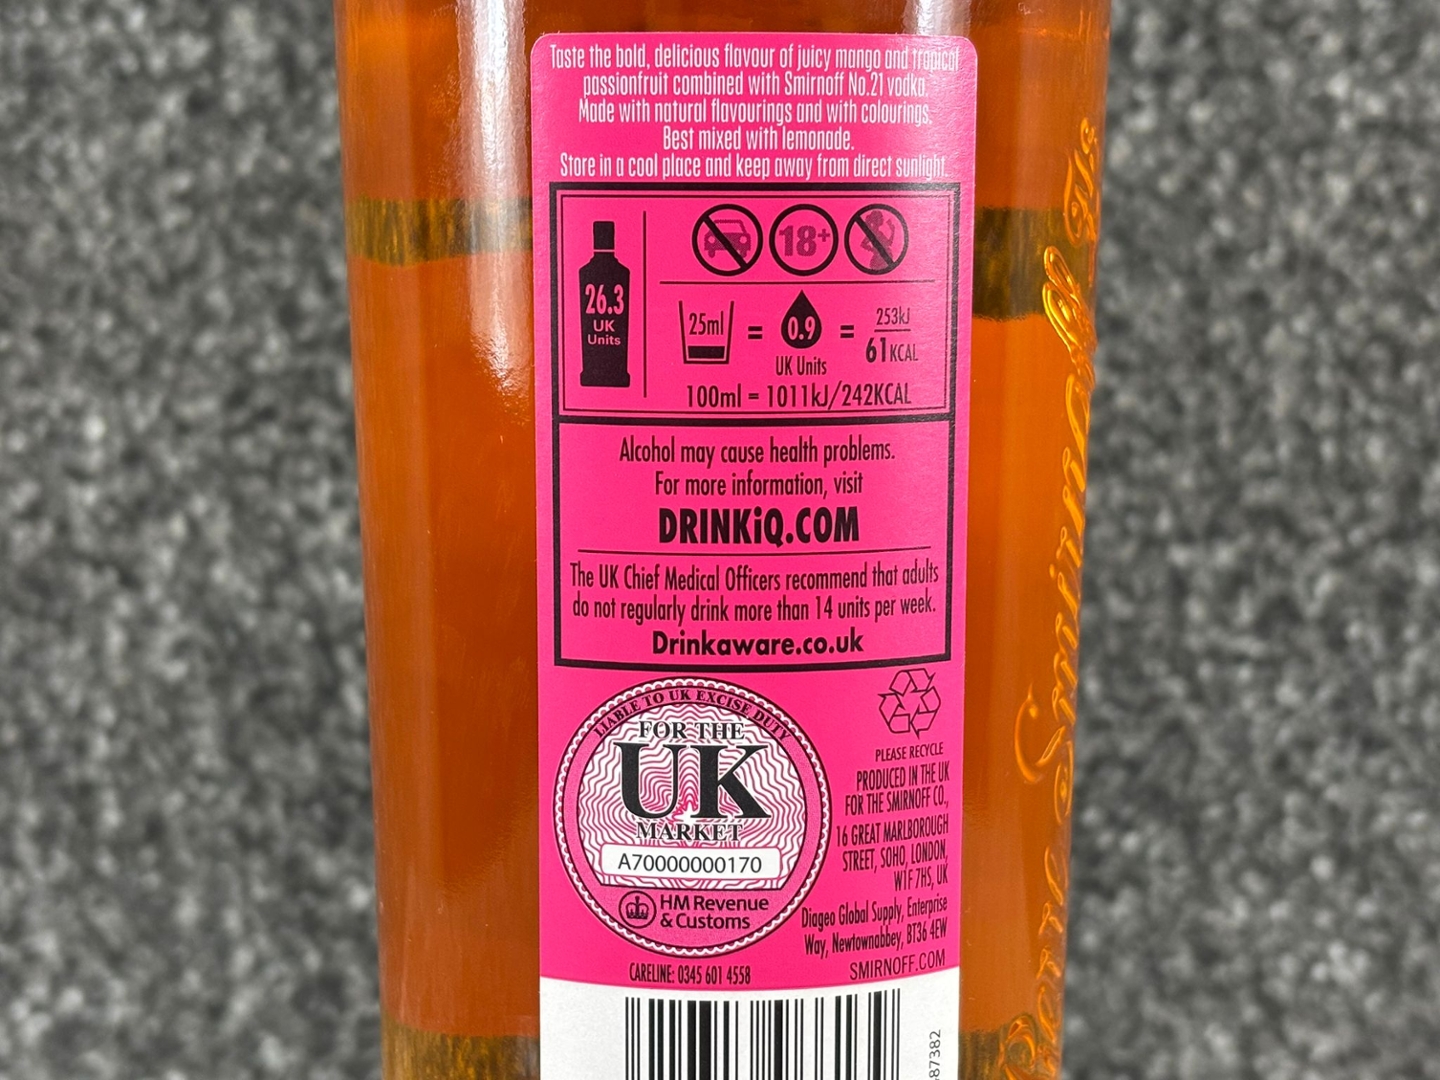 Taste the bold, delicious flavour of juicy mango and tropical
passionfruit combined with Smirnoff No.21 vodka.
Made with natural flavourings and with colourings.
Best mixed with lemonade.
Store in a cool place and keep away from direct sunlight.
26.3
UK
Units
18+
25ml = 0.9 = 253kJ
61KCAL
UK Units
100ml = 1011kJ/242KCAL
Alcohol may cause health problems.
For more information, visit
DRINKiQ.COM
The UK Chief Medical Officers recommend that adults
do not regularly drink more than 14 units per week.
Drinkaware.co.uk
LIABLE TO UK EXCISE DUTY
FOR THE
UK
MARKET
A70000000170
HM Revenue
& Customs
PLEASE RECYCLE
PRODUCED IN THE UK
FOR THE SMIRNOFF CO.,
16 GREAT MARLBOROUGH
STREET, SOHO, LONDON,
W1F 7HS, UK
Diageo Global Supply, Enterprise
Way, Newtownabbey, BT36 4EW
CARELINE: 0345 601 4558
SMIRNOFF.COM
87382
Smirnoff